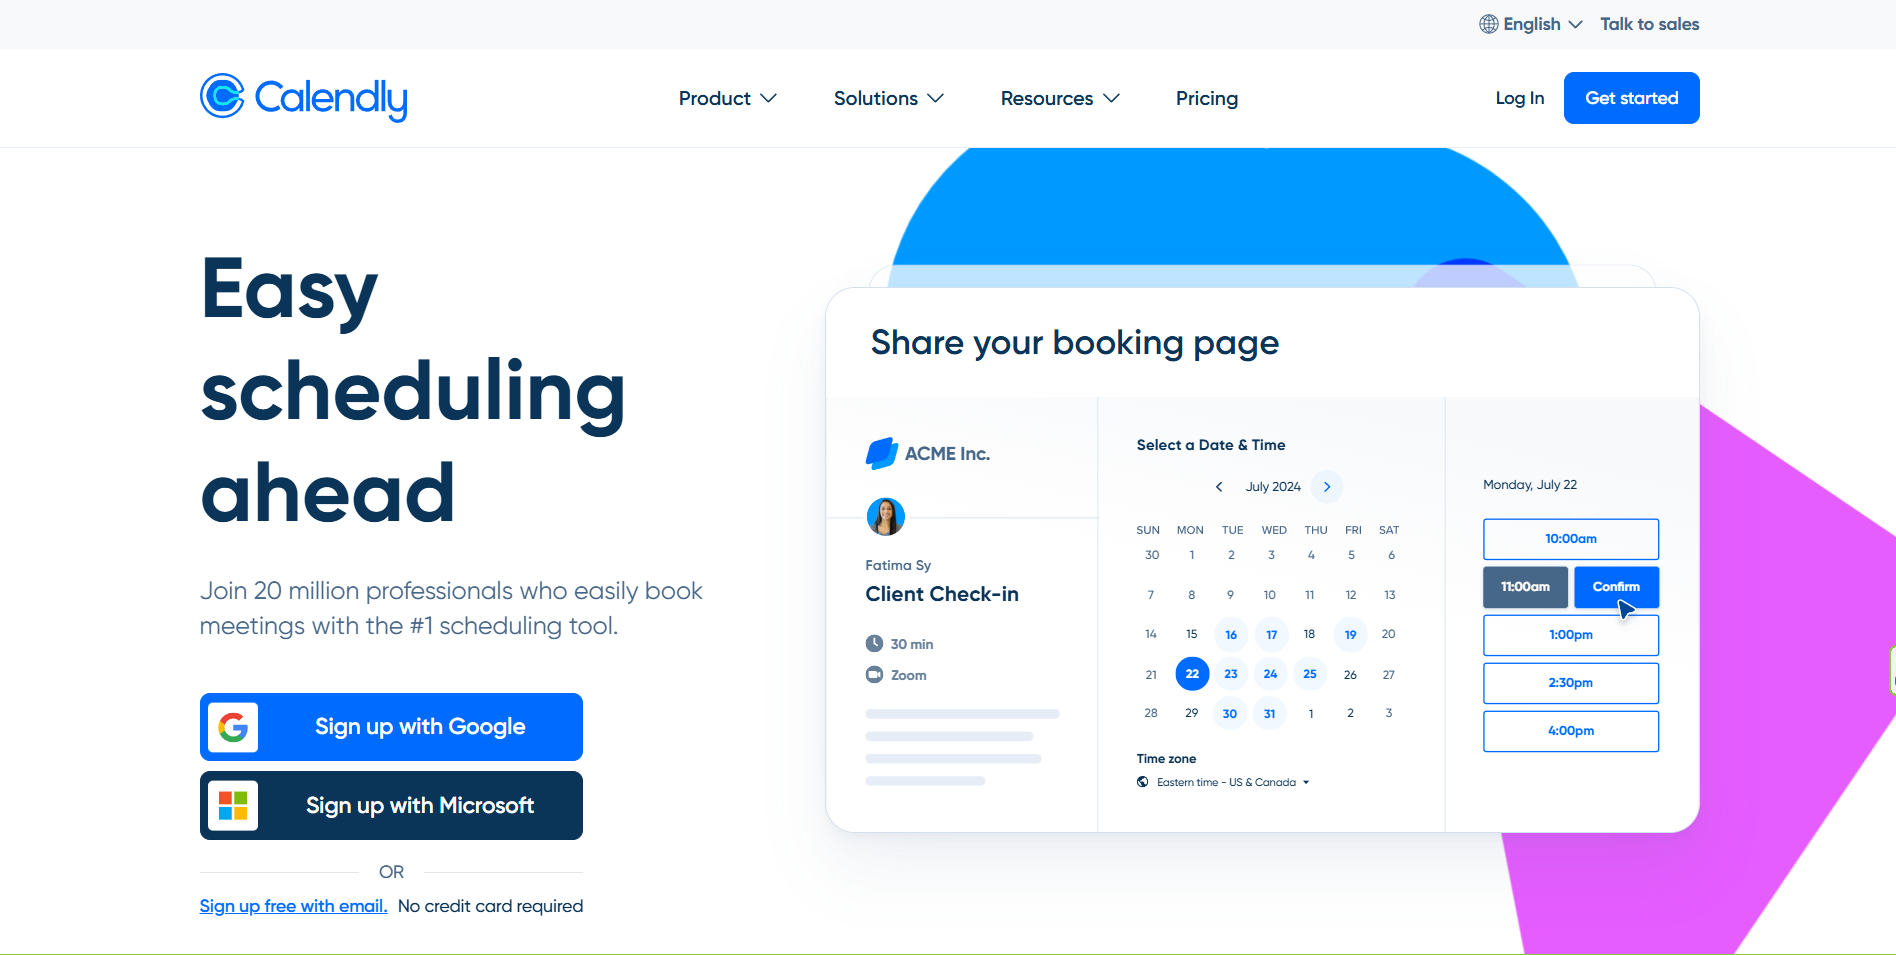 English
Talk to sales
Calendly
Product
Solutions
Resources
Pricing
Log In
Get started
Easy
scheduling
ahead
Join 20 million professionals who easily book
meetings with the #1 scheduling tool.
Sign up with Google
Sign up with Microsoft
OR
Sign up free with email. No credit card required
Share your booking page
ACME Inc.
Fatima Sy
Client Check-in
30 min
Zoom
Select a Date & Time
July 2024
SUN MON TUE WED THU FRI SAT
30 1 2 3 4 5 6
7 8 9 10 11 12 13
14 15 16 17 18 19 20
21 22 23 24 25 26 27
28 29 30 31 1 2 3
Time zone
Eastern time - US & Canada
Monday, July 22
10:00am
11:00am Confirm
1:00pm
2:30pm
4:00pm